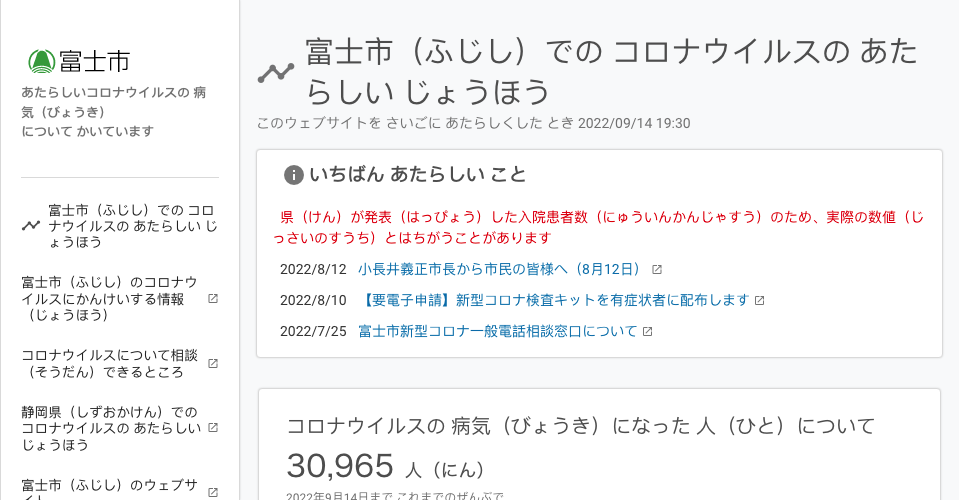 富士市
あたらしいコロナウイルスの 病
気（びょうき）
について かいています
富士市（ふじし）での コロ
ナウイルスの あたらしい じ
ょうほう
富士市（ふじし）のコロナウ
イルスにかんけいする情報
（じょうほう）
コロナウイルスについて相談
（そうだん）できるところ
静岡県（しずおかけん）での
コロナウイルスの あたらしい
じょうほう
富士市（ふじし）のウェブサ
イト
富士市（ふじし）での コロナウイルスの あた
らしい じょうほう
このウェブサイトを さいごに あたらしくした とき 2022/09/14 19:30
いちばん あたらしい こと
県（けん）が発表（はっぴょう）した入院患者数（にゅういんかんじゃすう）のため、実際の数値（じ
っさいのすうち）とはちがうことがあります
2022/8/12 小長井義正市長から市民の皆様へ（8月12日）
2022/8/10 【要電子申請】新型コロナ検査キットを有症状者に配布します
2022/7/25 富士市新型コロナ一般電話相談窓口について
コロナウイルスの 病気（びょうき）になった 人（ひと）について
30,965 人（にん）
2022年9月14日まで これまでのぜんぶで